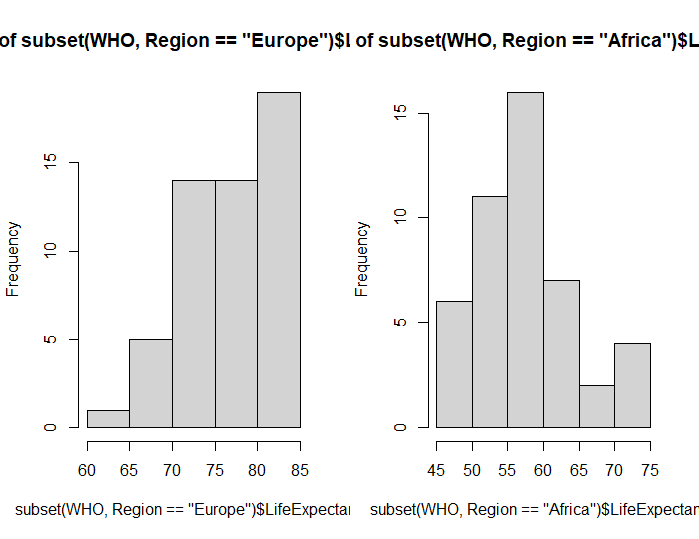 of subset(WHO, Region == "Europe")$L
Frequency
15
10
5
0
60 65 70 75 80 85
subset(WHO, Region == "Europe")$LifeExpectan
of subset(WHO, Region == "Africa")$L
Frequency
15
10
5
0
45 50 55 60 65 70 75
subset(WHO, Region == "Africa")$LifeExpectan